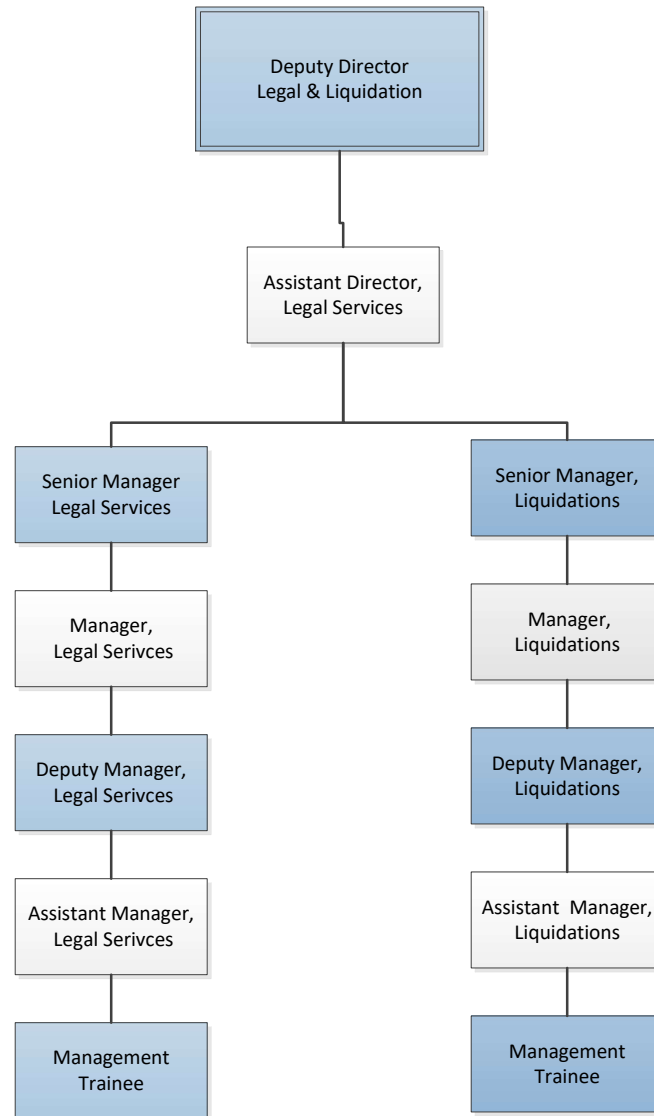 Deputy Director
Legal & Liquidation
Assistant Director,
Legal Services
Senior Manager
Legal Services
Senior Manager,
Liquidations
Manager,
Legal Serivces
Manager,
Liquidations
Deputy Manager,
Legal Serivces
Deputy Manager,
Liquidations
Assistant Manager,
Legal Serivces
Assistant  Manager,
Liquidations
Management
Trainee
Management
Trainee